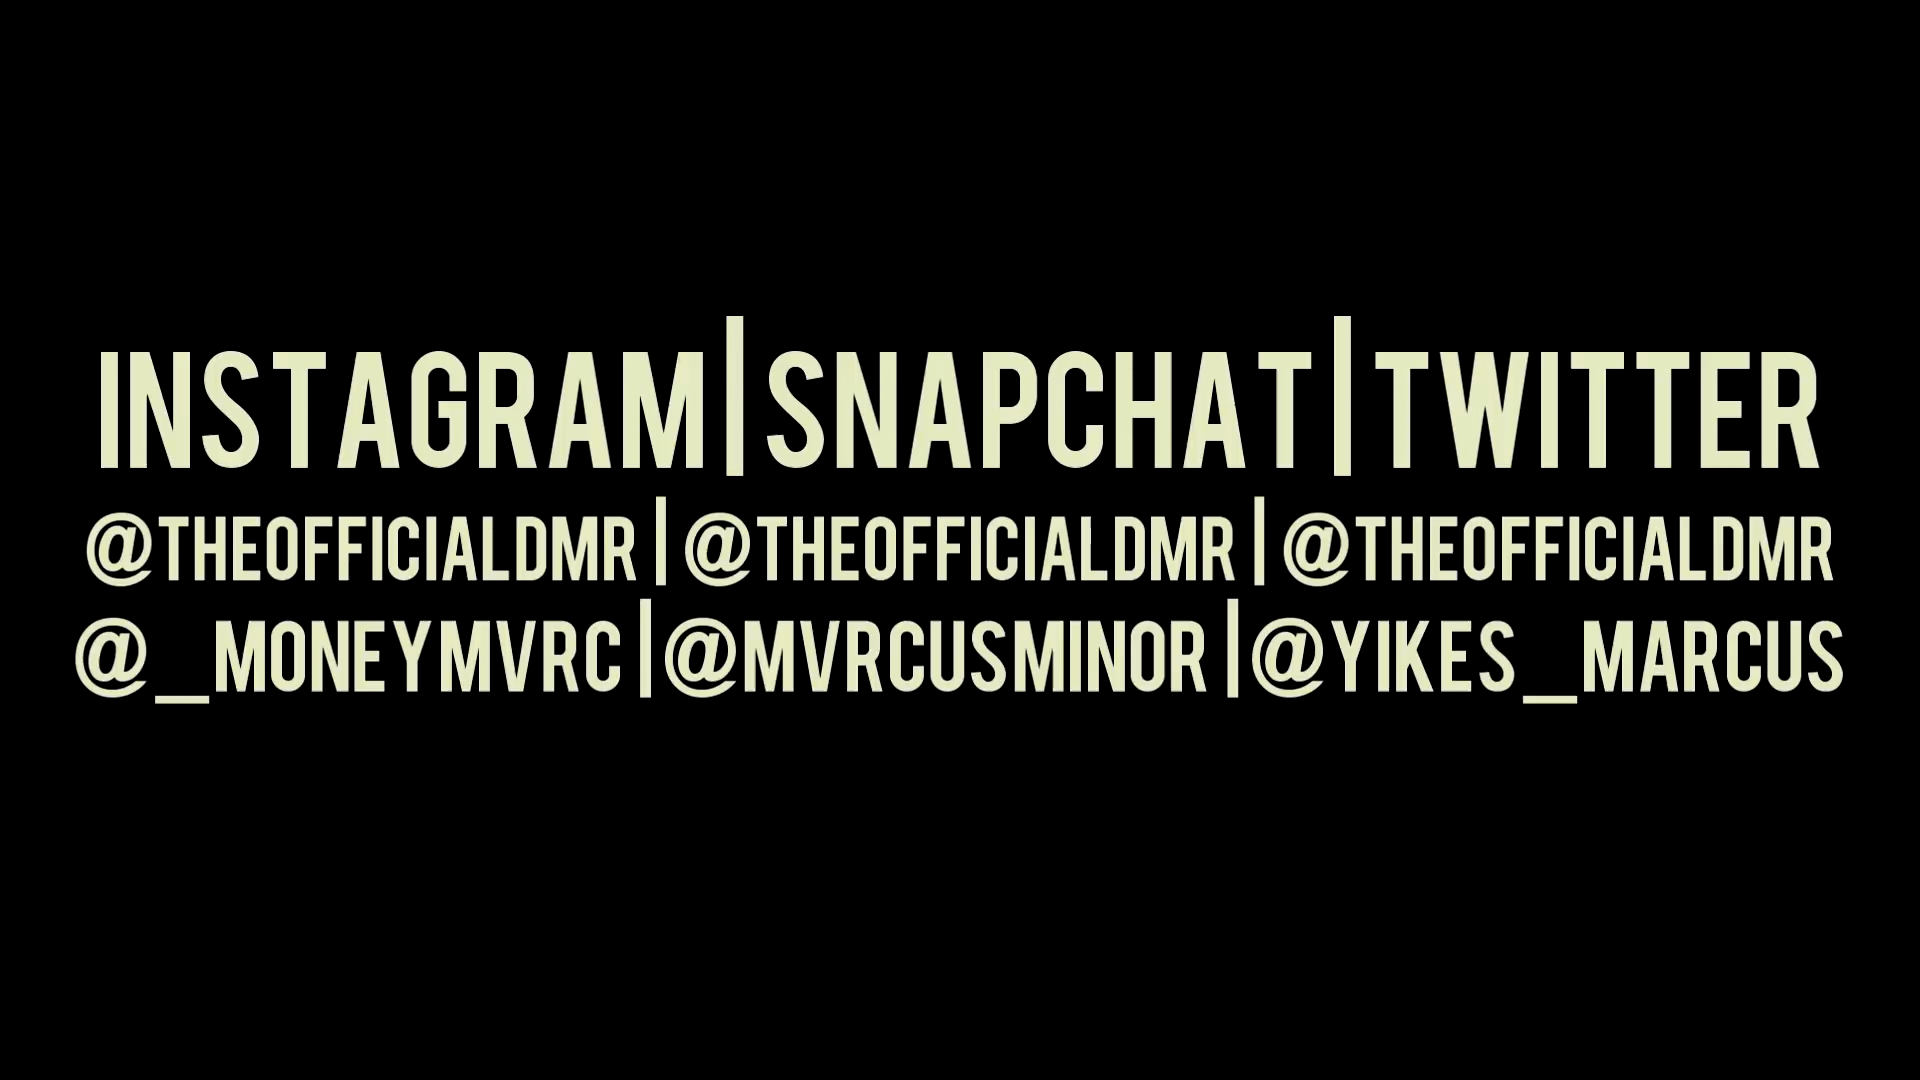 INSTAGRAM|SNAPCHAT|TWITTER
@THEOFFICIALDMR|@THEOFFICIALDMR|@THEOFFICIALDMR
@_MONEYMVRC|@MVRCUSMINOR|@YIKES_MARCUS